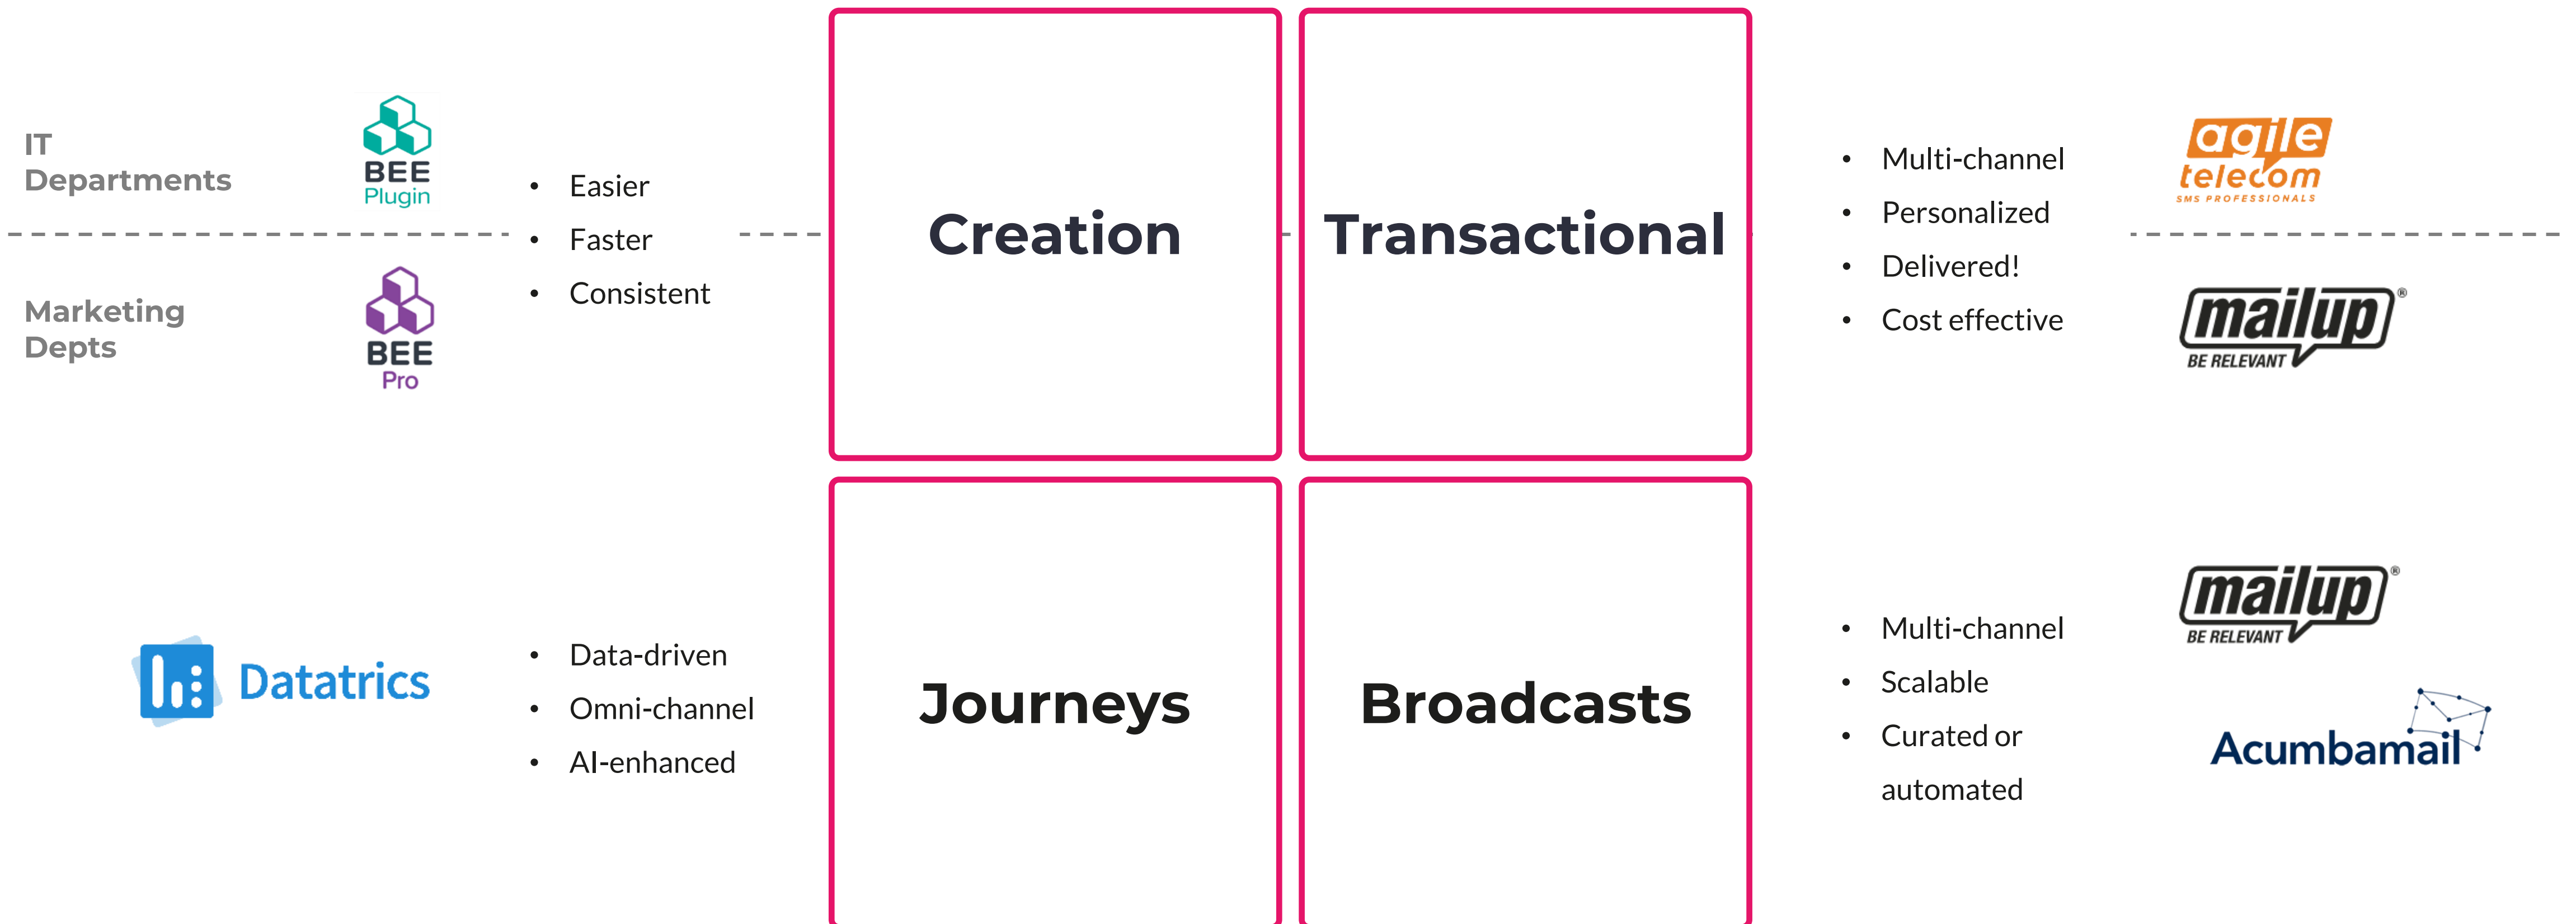 IT
Departments
BEE
Plugin
• Easier
• Faster
• Consistent
Marketing
Depts
BEE
Pro
Creation
Transactional
• Multi-channel
• Personalized
• Delivered!
• Cost effective
agile
telecom
SMS PROFESSIONALS
mailup®
BE RELEVANT
Datatrics
• Data-driven
• Omni-channel
• AI-enhanced
Journeys
Broadcasts
• Multi-channel
• Scalable
• Curated or
automated
mailup®
BE RELEVANT
Acumbamail